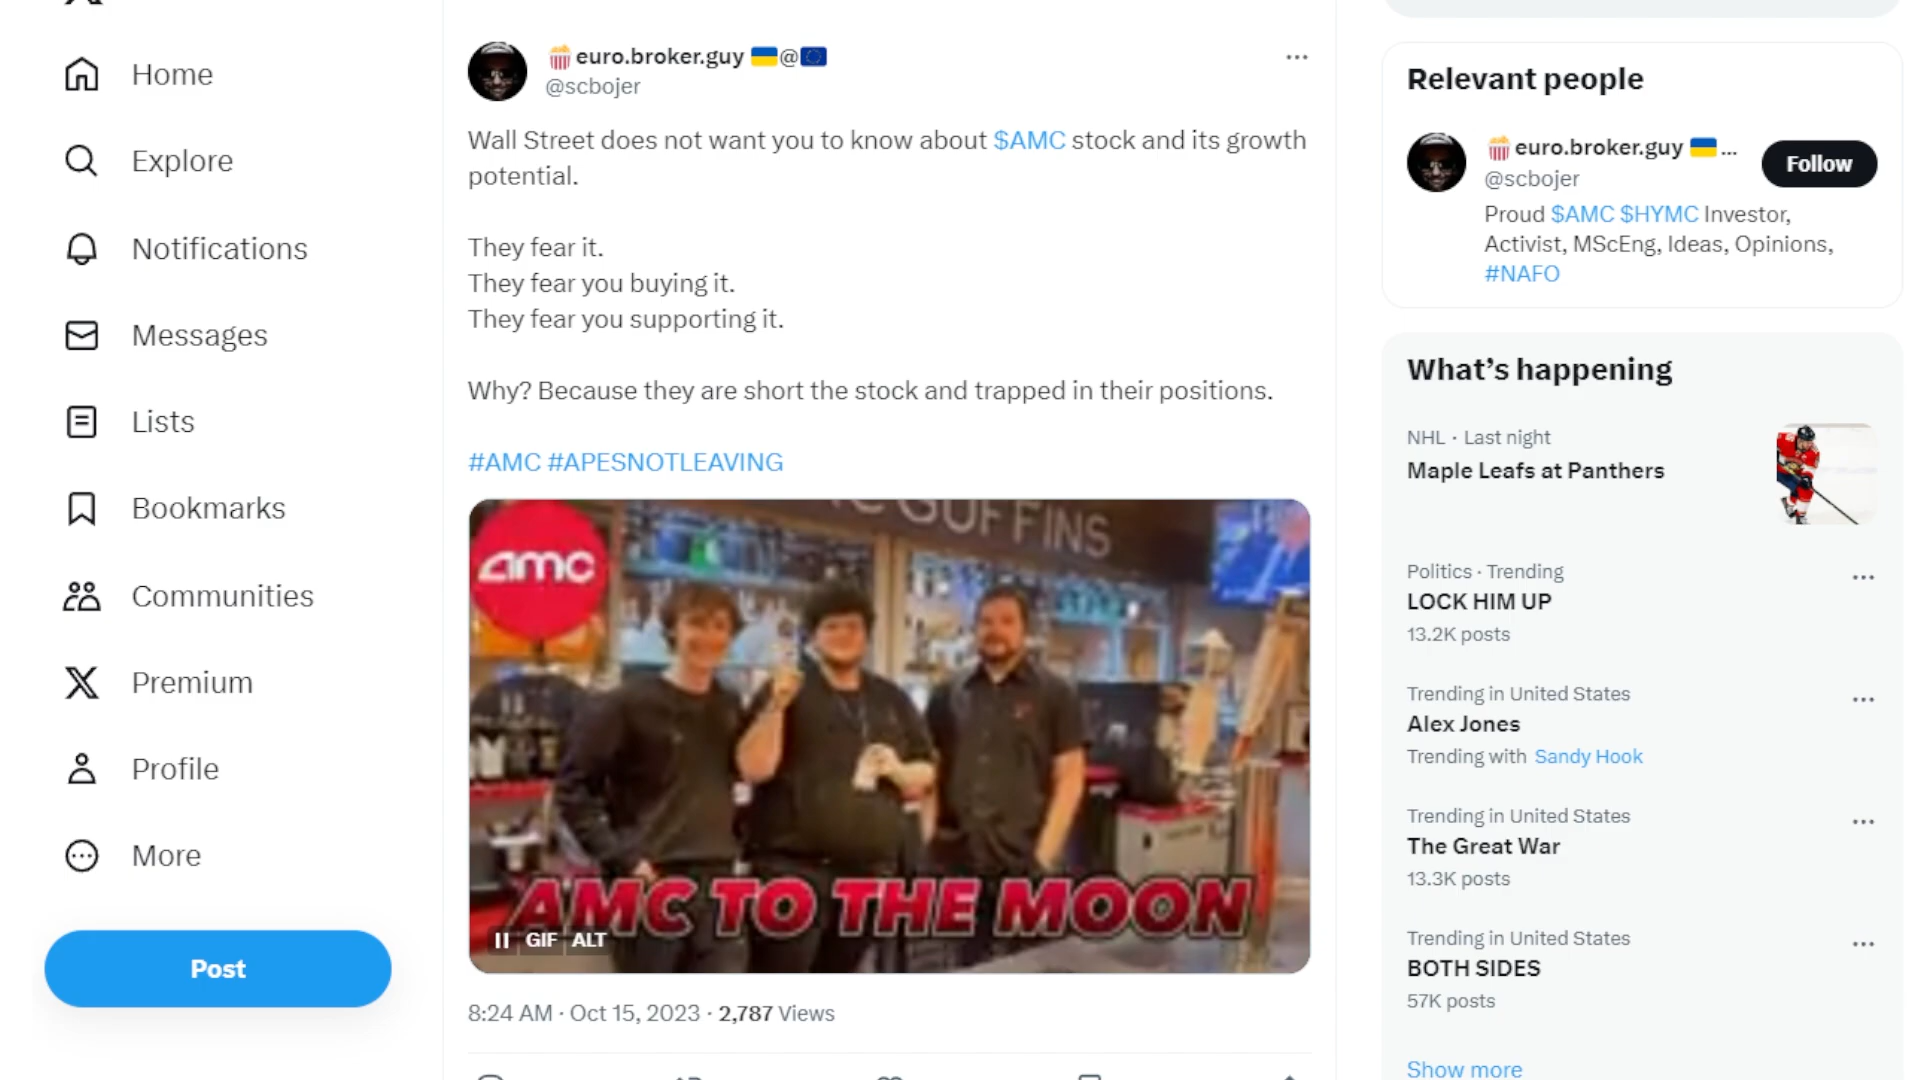 Home
Explore
Notifications
Messages
Lists
Bookmarks
Communities
Premium
Profile
More
Post
euro.broker.guy @
@scbojer
Wall Street does not want you to know about $AMC stock and its growth
potential.
They fear it.
They fear you buying it.
They fear you supporting it.
Why? Because they are short the stock and trapped in their positions.
#AMC #APESNOTLEAVING
amc
GUFFINS
AMC TO THE MOON
GIF ALT
8:24 AM · Oct 15, 2023 · 2,787 Views
Relevant people
euro.broker.guy ...
@scbojer
Follow
Proud $AMC $HYMC Investor,
Activist, MScEng, Ideas, Opinions,
#NAFO
What's happening
NHL · Last night
Maple Leafs at Panthers
Politics · Trending
LOCK HIM UP
13.2K posts
Trending in United States
Alex Jones
Trending with Sandy Hook
Trending in United States
The Great War
13.3K posts
Trending in United States
BOTH SIDES
57K posts
Show more